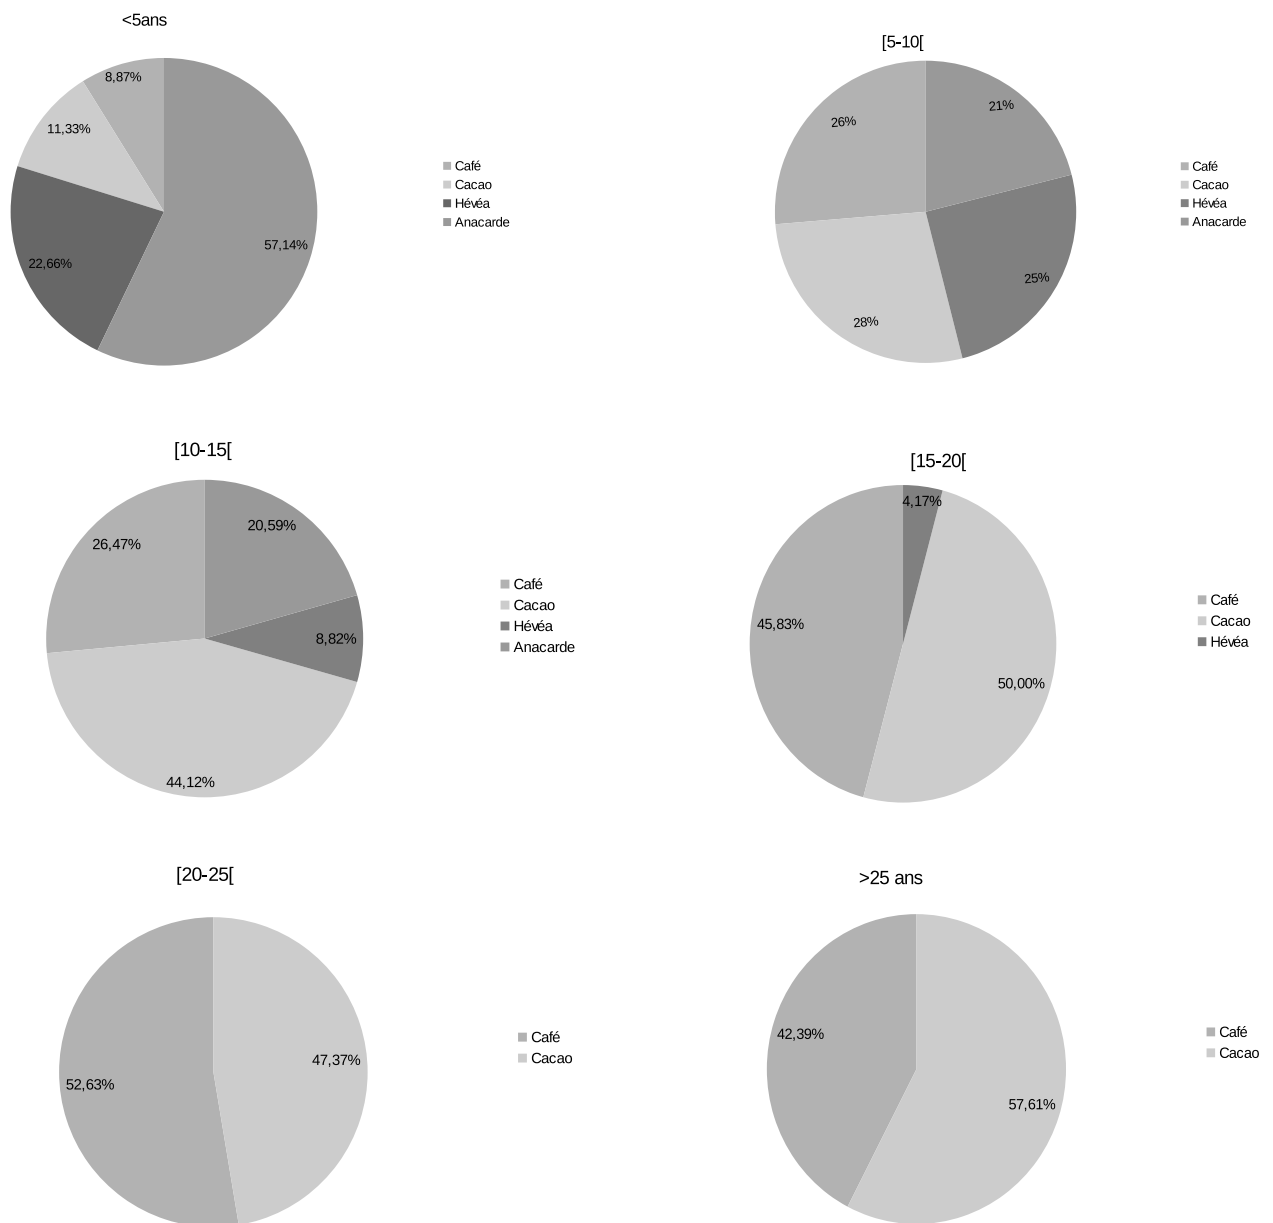 <5ans
8,87%
11,33%
22,66%
57,14%
Café
Cacao
Hévéa
Anacarde
[5-10[
26%
21%
28%
25%
Café
Cacao
Hévéa
Anacarde
[10-15[
26,47%
20,59%
8,82%
44,12%
Café
Cacao
Hévéa
Anacarde
[15-20[
4,17%
45,83%
50,00%
Café
Cacao
Hévéa
[20-25[
52,63%
47,37%
Café
Cacao
>25 ans
42,39%
57,61%
Café
Cacao